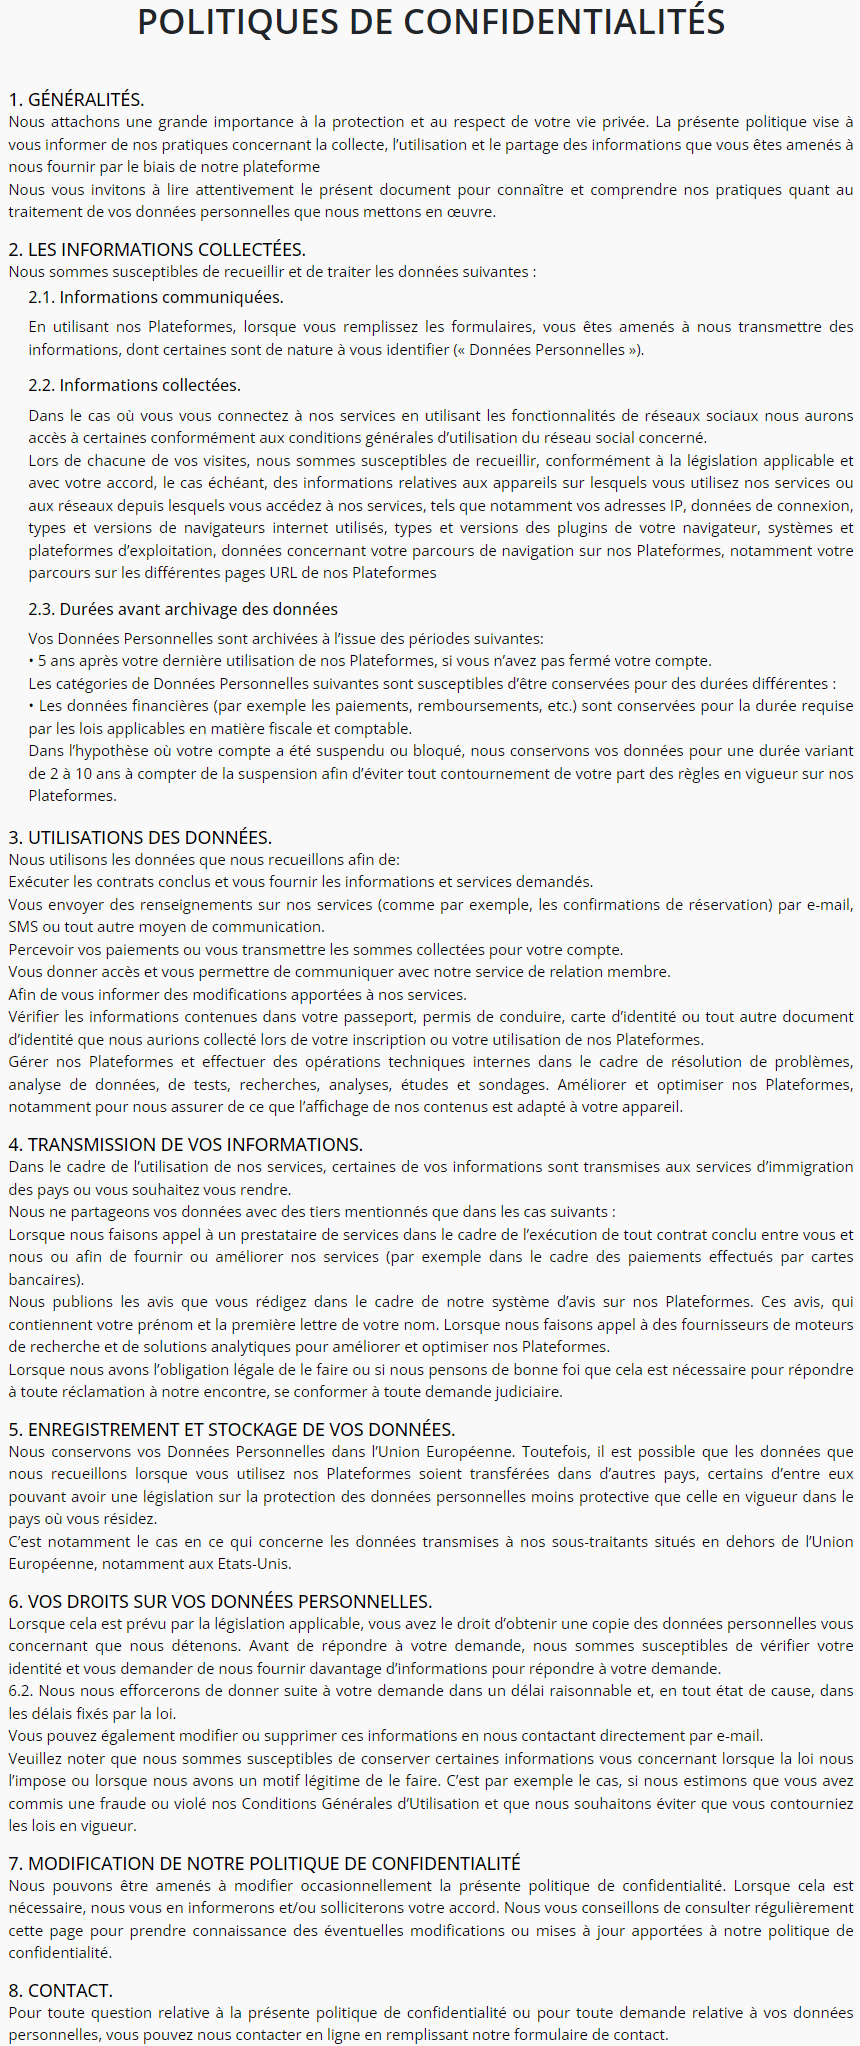 POLITIQUES DE CONFIDENTIALITÉS
1. GÉNÉRALITÉS.
Nous attachons une grande importance à la protection et au respect de votre vie privée. La présente politique vise à
vous informer de nos pratiques concernant la collecte, l’utilisation et le partage des informations que vous êtes amenés à
nous fournir par le biais de notre plateforme
Nous vous invitons à lire attentivement le présent document pour connaître et comprendre nos pratiques quant au
traitement de vos données personnelles que nous mettons en œuvre.
2. LES INFORMATIONS COLLECTÉES.
Nous sommes susceptibles de recueillir et de traiter les données suivantes :
2.1. Informations communiquées.
En utilisant nos Plateformes, lorsque vous remplissez les formulaires, vous êtes amenés à nous transmettre des
informations, dont certaines sont de nature à vous identifier (« Données Personnelles »).
2.2. Informations collectées.
Dans le cas où vous vous connectez à nos services en utilisant les fonctionnalités de réseaux sociaux nous aurons
accès à certaines conformément aux conditions générales d’utilisation du réseau social concerné.
Lors de chacune de vos visites, nous sommes susceptibles de recueillir, conformément à la législation applicable et
avec votre accord, le cas échéant, des informations relatives aux appareils sur lesquels vous utilisez nos services ou
aux réseaux depuis lesquels vous accédez à nos services, tels que notamment vos adresses IP, données de connexion,
types et versions de navigateurs internet utilisés, types et versions des plugins de votre navigateur, systèmes et
plateformes d’exploitation, données concernant votre parcours de navigation sur nos Plateformes, notamment votre
parcours sur les différentes pages URL de nos Plateformes
2.3. Durées avant archivage des données
Vos Données Personnelles sont archivées à l’issue des périodes suivantes:
• 5 ans après votre dernière utilisation de nos Plateformes, si vous n’avez pas fermé votre compte.
Les catégories de Données Personnelles suivantes sont susceptibles d’être conservées pour des durées différentes :
• Les données financières (par exemple les paiements, remboursements, etc.) sont conservées pour la durée requise
par les lois applicables en matière fiscale et comptable.
Dans l’hypothèse où votre compte a été suspendu ou bloqué, nous conservons vos données pour une durée variant
de 2 à 10 ans à compter de la suspension afin d’éviter tout contournement de votre part des règles en vigueur sur nos
Plateformes.
3. UTILISATIONS DES DONNÉES.
Nous utilisons les données que nous recueillons afin de:
Exécuter les contrats conclus et vous fournir les informations et services demandés.
Vous envoyer des renseignements sur nos services (comme par exemple, les confirmations de réservation) par e-mail,
SMS ou tout autre moyen de communication.
Percevoir vos paiements ou vous transmettre les sommes collectées pour votre compte.
Vous donner accès et vous permettre de communiquer avec notre service de relation membre.
Afin de vous informer des modifications apportées à nos services.
Vérifier les informations contenues dans votre passeport, permis de conduire, carte d’identité ou tout autre document
d’identité que nous aurions collecté lors de votre inscription ou votre utilisation de nos Plateformes.
Gérer nos Plateformes et effectuer des opérations techniques internes dans le cadre de résolution de problèmes,
analyse de données, de tests, recherches, analyses, études et sondages. Améliorer et optimiser nos Plateformes,
notamment pour nous assurer de ce que l’affichage de nos contenus est adapté à votre appareil.
4. TRANSMISSION DE VOS INFORMATIONS.
Dans le cadre de l’utilisation de nos services, certaines de vos informations sont transmises aux services d’immigration
des pays ou vous souhaitez vous rendre.
Nous ne partageons vos données avec des tiers mentionnés que dans les cas suivants :
Lorsque nous faisons appel à un prestataire de services dans le cadre de l’exécution de tout contrat conclu entre vous et
nous ou afin de fournir ou améliorer nos services (par exemple dans le cadre des paiements effectués par cartes
bancaires).
Nous publions les avis que vous rédigez dans le cadre de notre système d’avis sur nos Plateformes. Ces avis, qui
contiennent votre prénom et la première lettre de votre nom. Lorsque nous faisons appel à des fournisseurs de moteurs
de recherche et de solutions analytiques pour améliorer et optimiser nos Plateformes.
Lorsque nous avons l’obligation légale de le faire ou si nous pensons de bonne foi que cela est nécessaire pour répondre
à toute réclamation à notre encontre, se conformer à toute demande judiciaire.
5. ENREGISTREMENT ET STOCKAGE DE VOS DONNÉES.
Nous conservons vos Données Personnelles dans l’Union Européenne. Toutefois, il est possible que les données que
nous recueillons lorsque vous utilisez nos Plateformes soient transférées dans d’autres pays, certains d’entre eux
pouvant avoir une législation sur la protection des données personnelles moins protective que celle en vigueur dans le
pays où vous résidez.
C’est notamment le cas en ce qui concerne les données transmises à nos sous-traitants situés en dehors de l’Union
Européenne, notamment aux Etats-Unis.
6. VOS DROITS SUR VOS DONNÉES PERSONNELLES.
Lorsque cela est prévu par la législation applicable, vous avez le droit d’obtenir une copie des données personnelles vous
concernant que nous détenons. Avant de répondre à votre demande, nous sommes susceptibles de vérifier votre
identité et vous demander de nous fournir davantage d’informations pour répondre à votre demande.
6.2. Nous nous efforcerons de donner suite à votre demande dans un délai raisonnable et, en tout état de cause, dans
les délais fixés par la loi.
Vous pouvez également modifier ou supprimer ces informations en nous contactant directement par e-mail.
Veuillez noter que nous sommes susceptibles de conserver certaines informations vous concernant lorsque la loi nous
l’impose ou lorsque nous avons un motif légitime de le faire. C’est par exemple le cas, si nous estimons que vous avez
commis une fraude ou violé nos Conditions Générales d’Utilisation et que nous souhaitons éviter que vous contourniez
les lois en vigueur.
7. MODIFICATION DE NOTRE POLITIQUE DE CONFIDENTIALITÉ
Nous pouvons être amenés à modifier occasionnellement la présente politique de confidentialité. Lorsque cela est
nécessaire, nous vous en informerons et/ou solliciterons votre accord. Nous vous conseillons de consulter régulièrement
cette page pour prendre connaissance des éventuelles modifications ou mises à jour apportées à notre politique de
confidentialité.
8. CONTACT.
Pour toute question relative à la présente politique de confidentialité ou pour toute demande relative à vos données
personnelles, vous pouvez nous contacter en ligne en remplissant notre formulaire de contact.